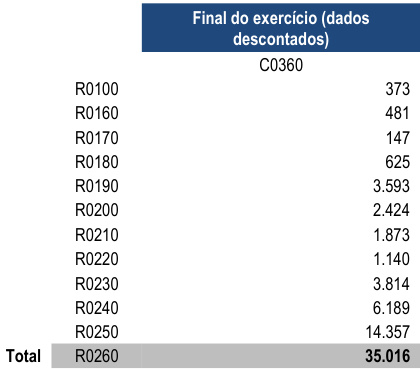 Final do exercício (dados
descontados)
C0360
R0100 373
R0160 481
R0170 147
R0180 625
R0190 3.593
R0200 2.424
R0210 1.873
R0220 1.140
R0230 3.814
R0240 6.189
R0250 14.357
Total R0260 35.016